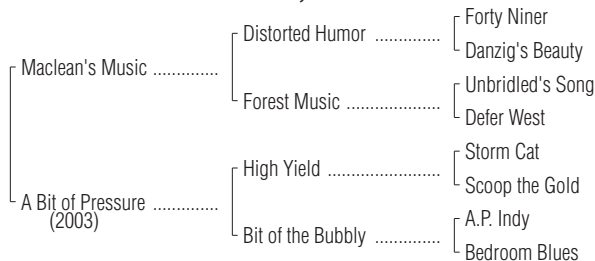 Forty Niner
Distorted Humor ..............
Danzig's Beauty
Maclean's Music ..............
Unbridled's Song
Forest Music ....................
Defer West
Storm Cat
High Yield ........................
Scoop the Gold
A Bit of Pressure ..............
(2003)
A.P. Indy
Bit of the Bubbly ..............
Bedroom Blues